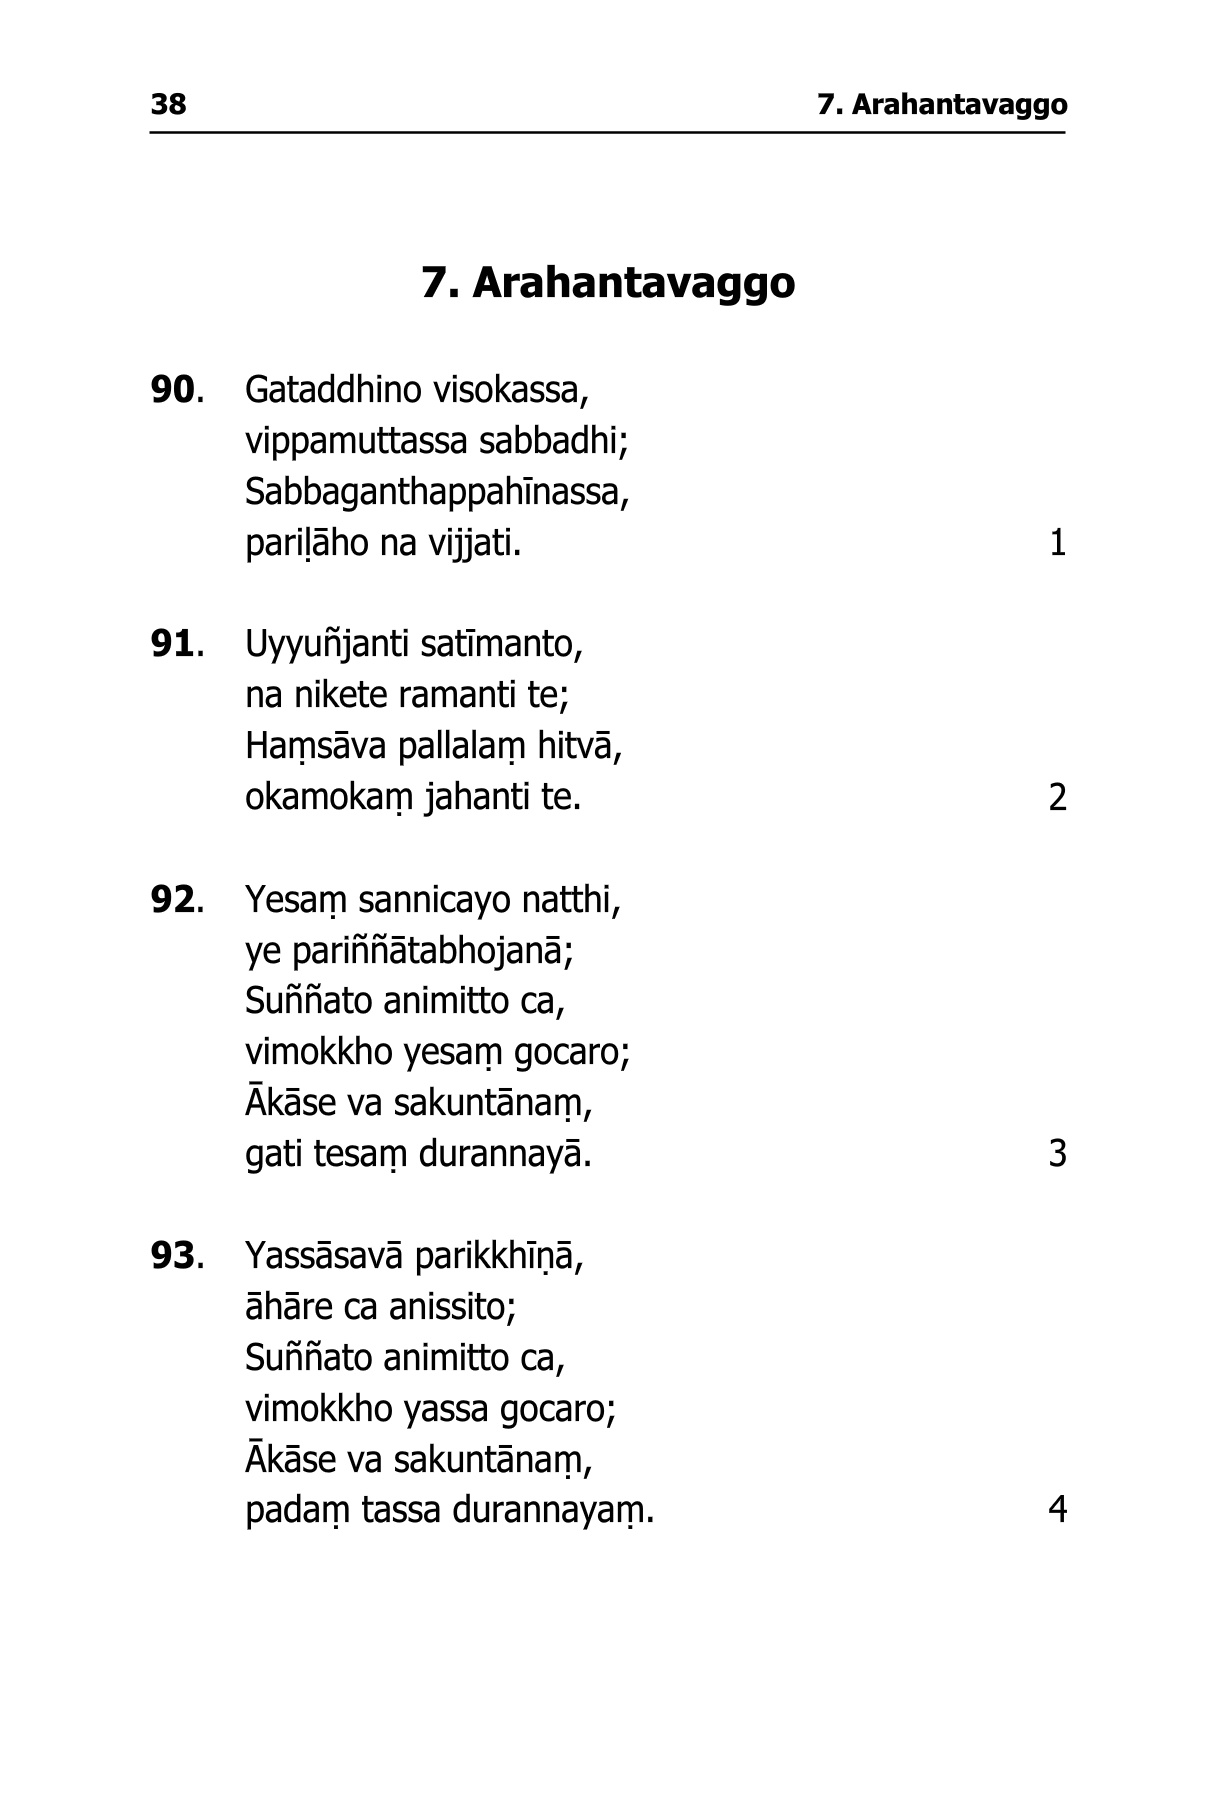 38 7. Arahantavaggo
7. Arahantavaggo
90. Gataddhino visokassa,
vippamuttassa sabbadhi;
Sabbaganthappahīnassa,
pariḷāho na vijjati. 1
91. Uyyuñjanti satīmanto,
na nikete ramanti te;
Haṃsāva pallalaṃ hitvā,
okamokaṃ jahanti te. 2
92. Yesaṃ sannicayo natthi,
ye pariññātabhojanā;
Suññato animitto ca,
vimokkho yesaṃ gocaro;
Ākāse va sakuntānaṃ,
gati tesaṃ durannayā. 3
93. Yassāsavā parikkhīṇā,
āhāre ca anissito;
Suññato animitto ca,
vimokkho yassa gocaro;
Ākāse va sakuntānaṃ,
padaṃ tassa durannayaṃ. 4